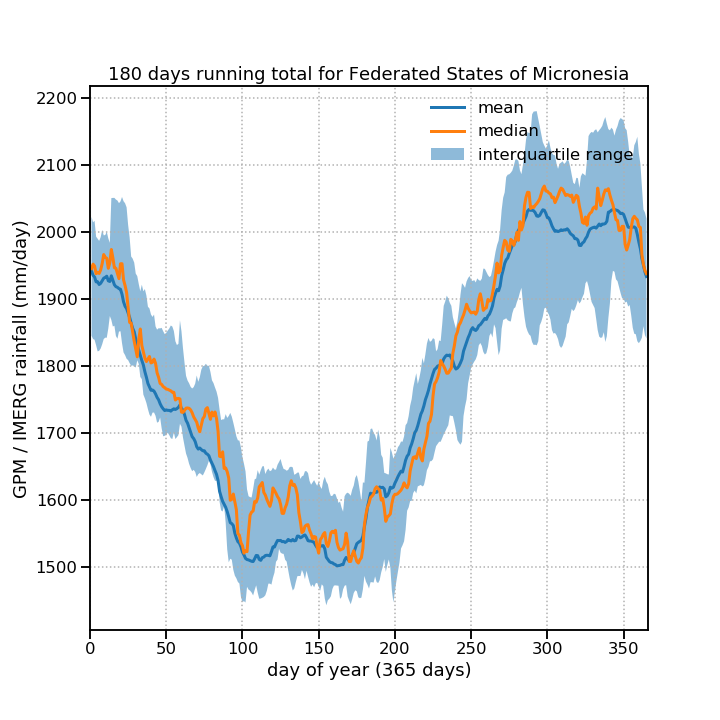 180 days running total for Federated States of Micronesia
GPM / IMERG rainfall (mm/day)
2200
2100
2000
1900
1800
1700
1600
1500
mean
median
interquartile range
0 50 100 150 200 250 300 350
day of year (365 days)